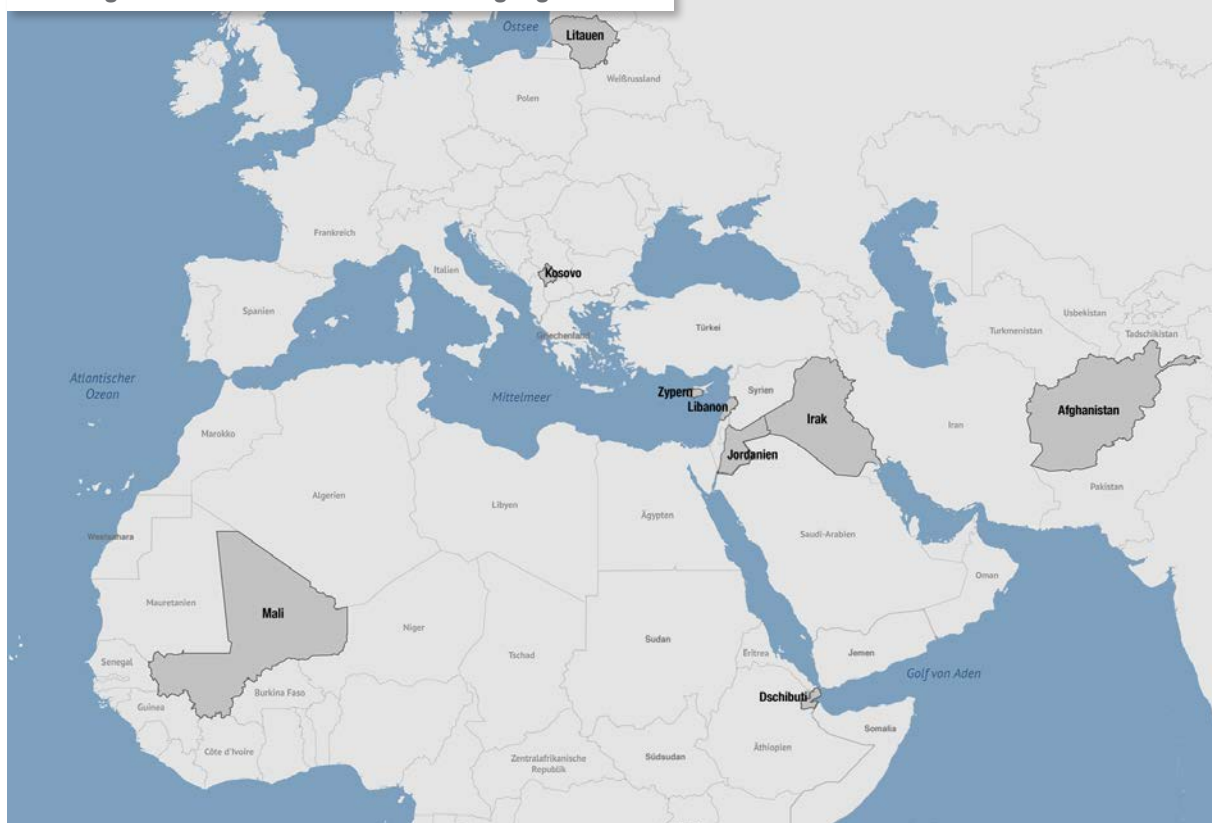 Ostsee
Litauen
Weißrussland
Polen
Frankreich
Kosovo
Italien
Spanien
Griechenland
Türkei
Usbekistan
Turkmenistan
Tadschikistan
Atlantischer
Ozean
Mittelmeer
Zypern
Libanon
Syrien
Irak
Iran
Afghanistan
Marokko
Jordanien
Pakistan
Algerien
Libyen
Ägypten
Saudi-Arabien
Westsahara
Oman
Mauretanien
Mali
Niger
Tschad
Sudan
Eritrea
Jemen
Golf von Aden
Senegal
Burkina Faso
Dschibuti
Guinea
Somalia
Côte d'Ivoire
Zentralafrikanische
Republik
Südsudan
Äthiopien